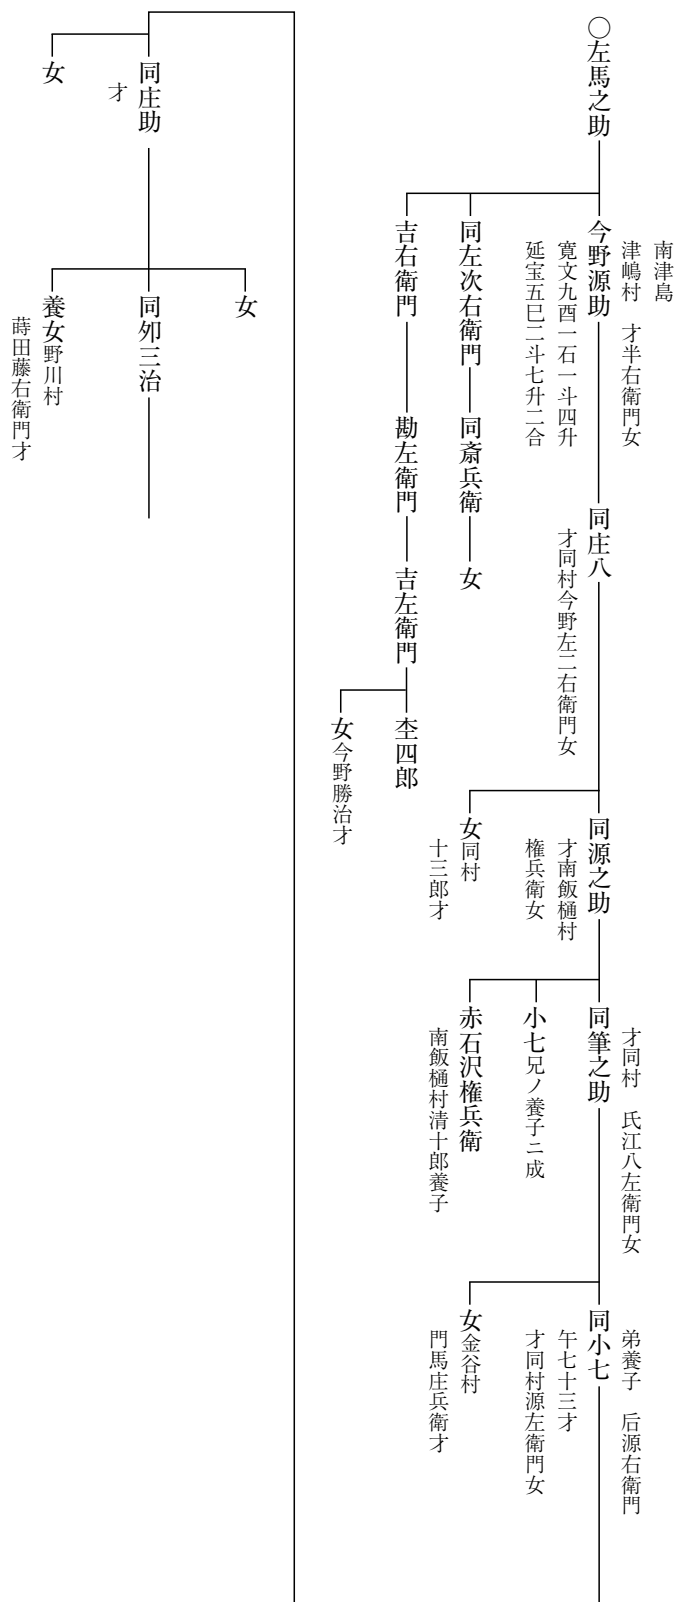 ○左馬之助
南津島
津嶋村　才半右衛門女
今野源助
寛文九酉一石一斗四升
延宝五巳二斗七升二合
同左次右衛門
同斎兵衛
女
吉右衛門
勘左衛門
吉左衛門
杢四郎
女今野勝治才
同庄八
才同村今野左二右衛門女
同源之助
才南飯樋村
権兵衛女
女同村
十三郎才
才同村　氏江八左衛門女
同筆之助
小七兄ノ養子ニ成
赤石沢権兵衛
南飯樋村清十郎養子
弟養子　后源右衛門
同小七
午七十三才
才同村源左衛門女
女金谷村
門馬庄兵衛才
同庄助
才
女
女
同夘三治
養女野川村
蒔田藤右衛門才